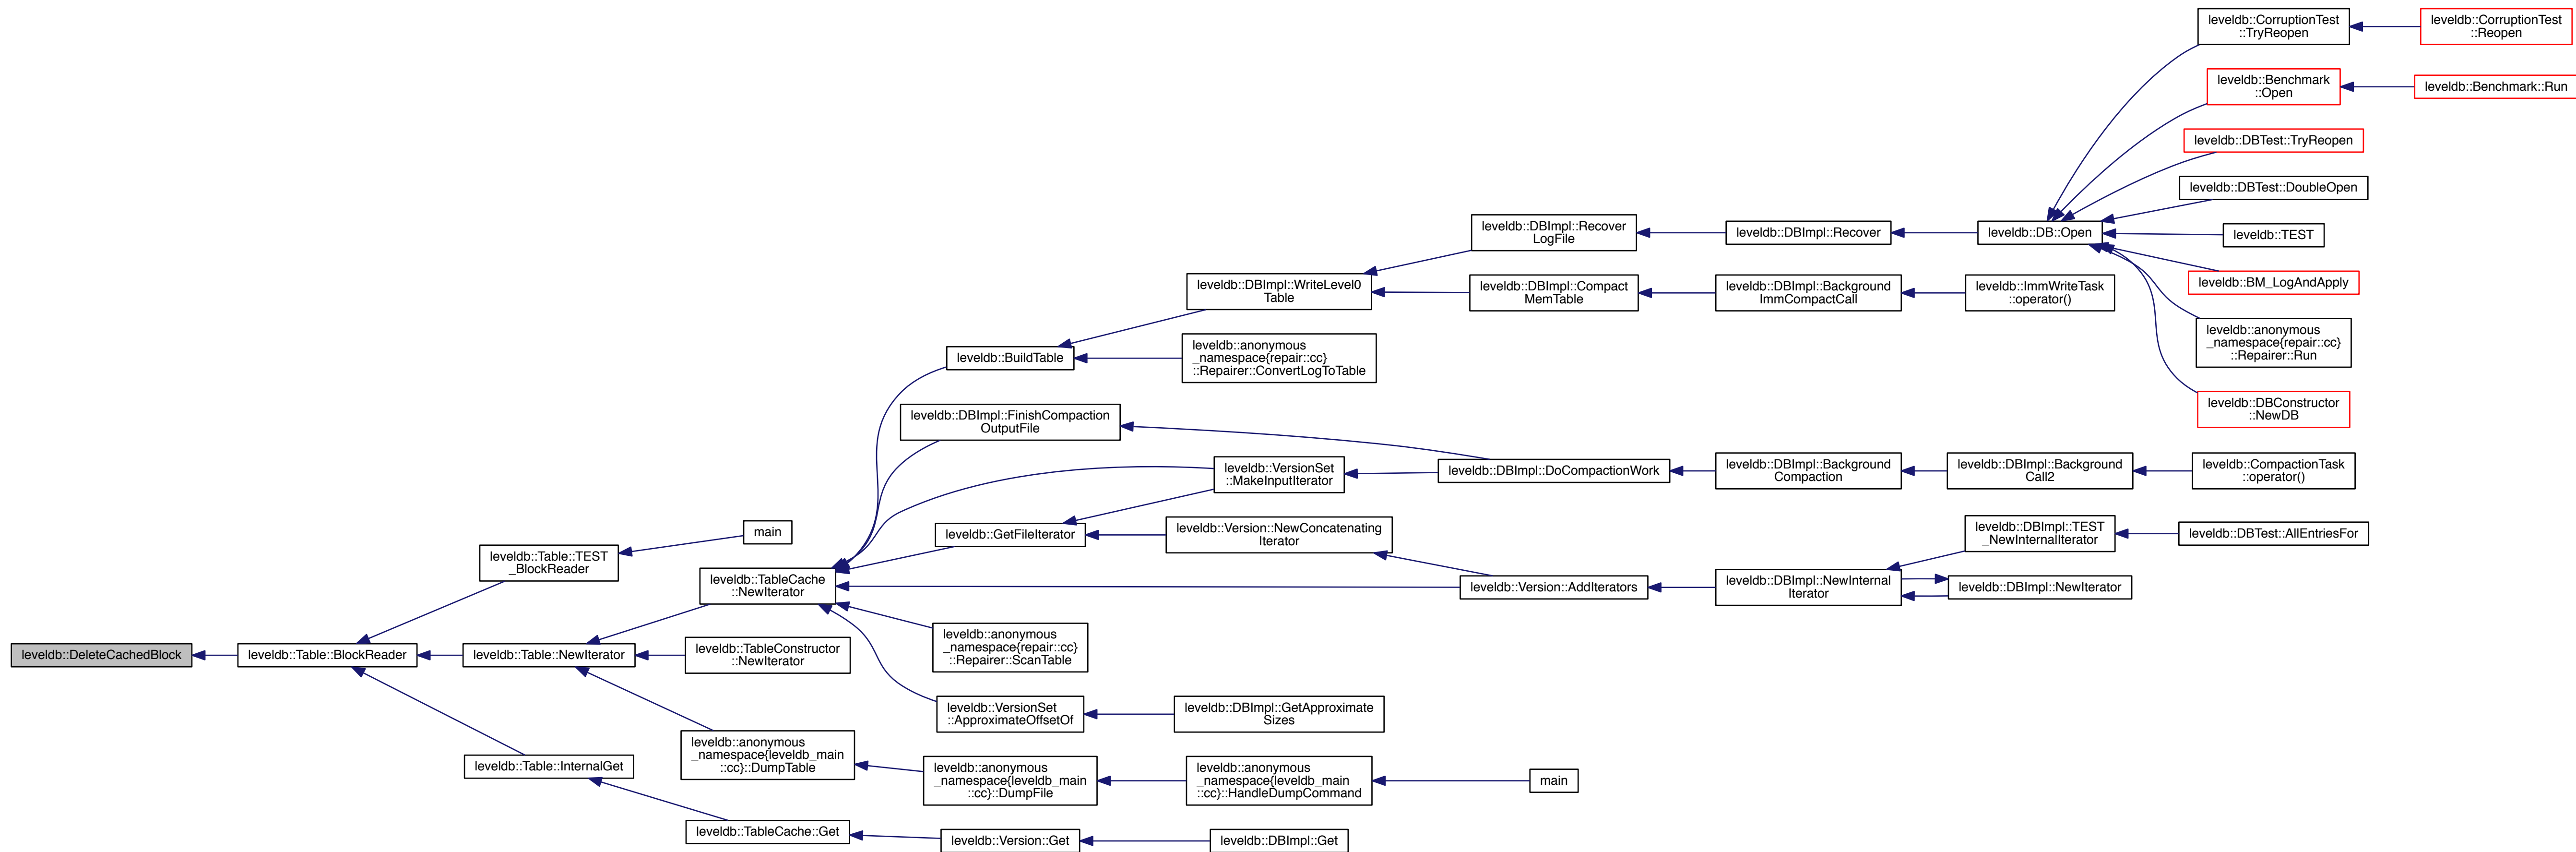 leveldb::CorruptionTest
::TryReopen
leveldb::CorruptionTest
::Reopen
leveldb::Benchmark
::Open
leveldb::Benchmark::Run
leveldb::DBTest::TryReopen
leveldb::DBTest::DoubleOpen
leveldb::DBImpl::Recover
LogFile
leveldb::DBImpl::Recover
leveldb::DB::Open
leveldb::TEST
leveldb::DBImpl::WriteLevel0
Table
leveldb::DBImpl::Compact
MemTable
leveldb::DBImpl::Background
ImmCompactCall
leveldb::ImmWriteTask
::operator()
leveldb::BM_LogAndApply
leveldb::BuildTable
leveldb::anonymous
_namespace{repair::cc}
::Repairer::ConvertLogToTable
leveldb::anonymous
_namespace{repair::cc}
::Repairer::Run
leveldb::DBConstructor
::NewDB
leveldb::DBImpl::FinishCompaction
OutputFile
leveldb::VersionSet
::MakeInputIterator
leveldb::DBImpl::DoCompactionWork
leveldb::DBImpl::Background
Compaction
leveldb::DBImpl::Background
Call2
leveldb::CompactionTask
::operator()
main
leveldb::GetFileIterator
leveldb::Version::NewConcatenating
Iterator
leveldb::DBImpl::TEST
_NewInternalIterator
leveldb::DBTest::AllEntriesFor
leveldb::Table::TEST
_BlockReader
leveldb::TableCache
::NewIterator
leveldb::Version::AddIterators
leveldb::DBImpl::NewInternal
Iterator
leveldb::DBImpl::NewIterator
leveldb::DeleteCachedBlock
leveldb::Table::BlockReader
leveldb::Table::NewIterator
leveldb::TableConstructor
::NewIterator
leveldb::anonymous
_namespace{repair::cc}
::Repairer::ScanTable
leveldb::VersionSet
::ApproximateOffsetOf
leveldb::DBImpl::GetApproximate
Sizes
leveldb::Table::InternalGet
leveldb::anonymous
_namespace{leveldb_main
::cc}::DumpTable
leveldb::anonymous
_namespace{leveldb_main
::cc}::DumpFile
leveldb::anonymous
_namespace{leveldb_main
::cc}::HandleDumpCommand
main
leveldb::TableCache::Get
leveldb::Version::Get
leveldb::DBImpl::Get